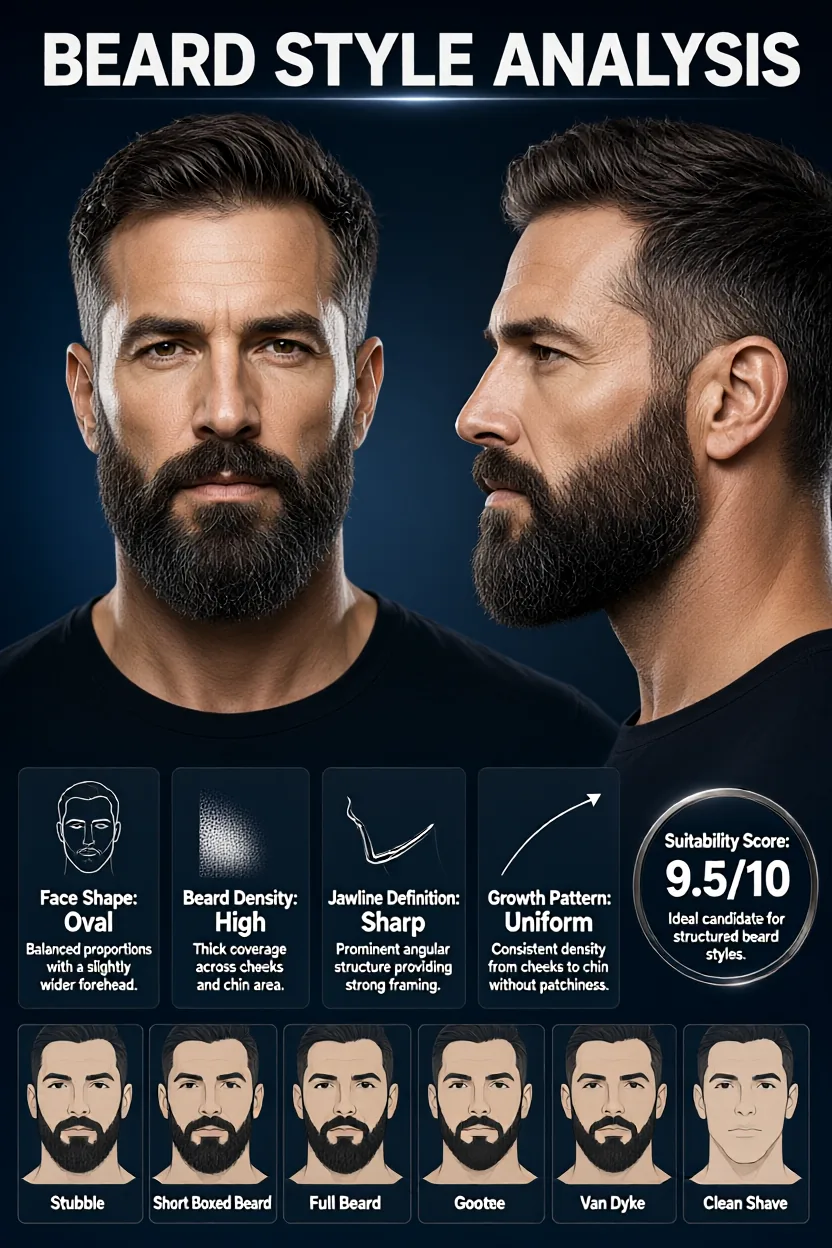 BEARD STYLE ANALYSIS
Face Shape:
Oval
Balanced proportions
with a slightly
wider forehead.
Beard Density:
High
Thick coverage
across cheeks
and chin area.
Jawline Definition:
Sharp
Prominent angular
structure providing
strong framing.
Growth Pattern:
Uniform
Consistent density
from cheeks to chin
without patchiness.
Suitability Score:
9.5/10
Ideal candidate for
structured beard
styles.
Stubble
Short Boxed Beard
Full Beard
Gootee
Van Dyke
Clean Shave